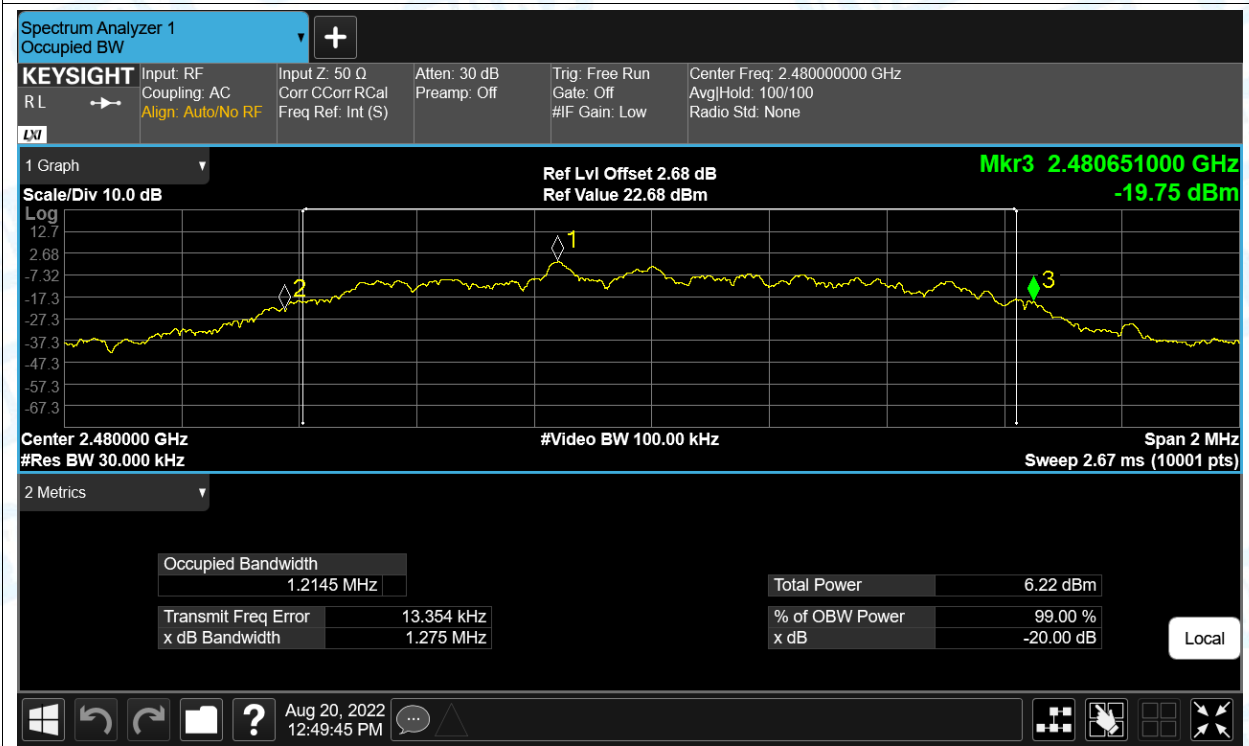 Spectrum Analyzer 1
Occupied BW
KEYSIGHT
R L
LXI
Input: RF
Coupling: AC
Align: Auto/No RF
Input Z: 50 Ω
Corr CCorr RCal
Freq Ref: Int (S)
Atten: 30 dB
Preamp: Off
Trig: Free Run
Gate: Off
#IF Gain: Low
Center Freq: 2.480000000 GHz
Avg|Hold: 100/100
Radio Std: None
1 Graph
Scale/Div 10.0 dB
Ref Lvl Offset 2.68 dB
Ref Value 22.68 dBm
Mkr3 2.480651000 GHz
-19.75 dBm
Log
12.7
2.68
-7.32
-17.3
-27.3
-37.3
-47.3
-57.3
-67.3
1
2
3
Center 2.480000 GHz
#Video BW 100.00 kHz
Span 2 MHz
#Res BW 30.000 kHz
Sweep 2.67 ms (10001 pts)
2 Metrics
Occupied Bandwidth
1.2145 MHz
Transmit Freq Error 13.354 kHz
x dB Bandwidth 1.275 MHz
Total Power 6.22 dBm
% of OBW Power 99.00 %
x dB -20.00 dB
Local
?
Aug 20, 2022
12:49:45 PM